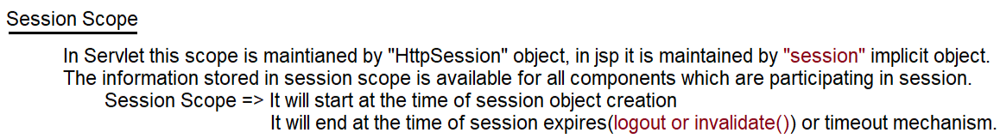 Session Scope
In Servlet this scope is maintianed by "HttpSession" object, in jsp it is maintained by "session" implicit object.
The information stored in session scope is available for all components which are participating in session.
Session Scope => It will start at the time of session object creation
It will end at the time of session expires(logout or invalidate()) or timeout mechanism.